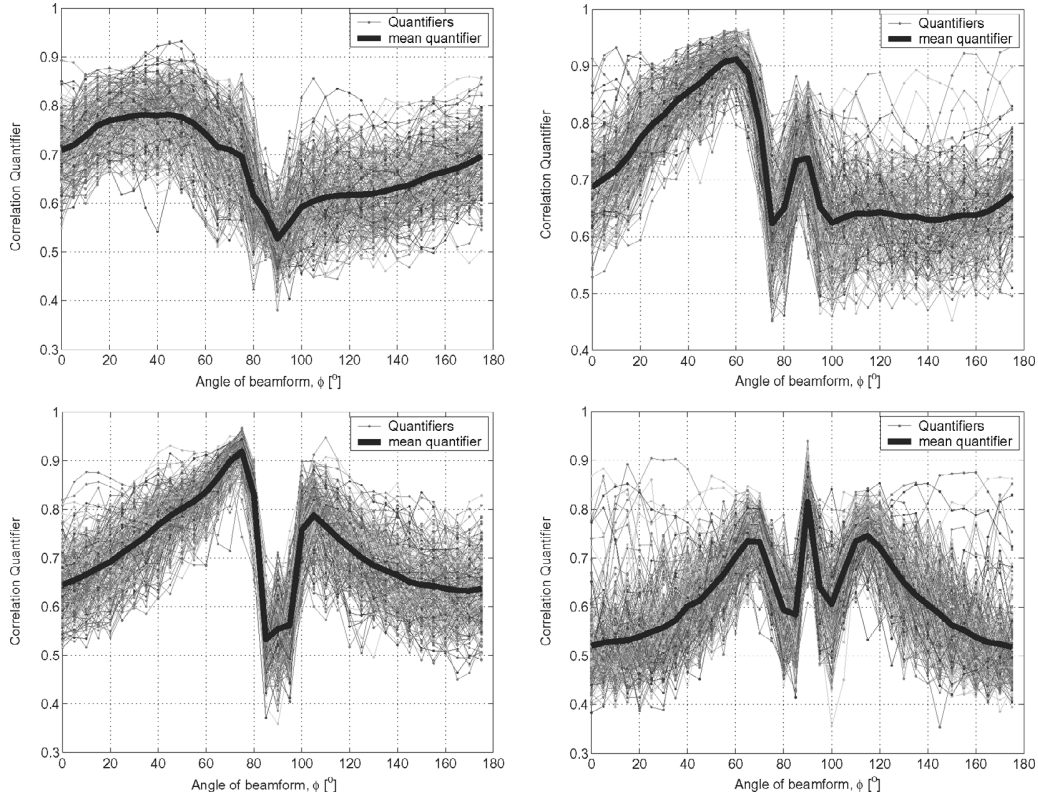 1
0.9
0.8
0.7
0.6
0.5
0.4
0.3
Correlation Quantifier
Quantifiers
mean quantifier
0 20 40 60 80 100 120 140 160 180
Angle of beamform, ϕ [º]
1
0.9
0.8
0.7
0.6
0.5
0.4
Correlation Quantifier
Quantifiers
mean quantifier
0 20 40 60 80 100 120 140 160 180
Angle of beamform, ϕ [º]
1
0.9
0.8
0.7
0.6
0.5
0.4
0.3
Correlation Quantifier
Quantifiers
mean quantifier
0 20 40 60 80 100 120 140 160 180
Angle of beamform, ϕ [º]
1
0.9
0.8
0.7
0.6
0.5
0.4
0.3
Correlation Quantifier
Quantifiers
mean quantifier
0 20 40 60 80 100 120 140 160 180
Angle of beamform, ϕ [º]